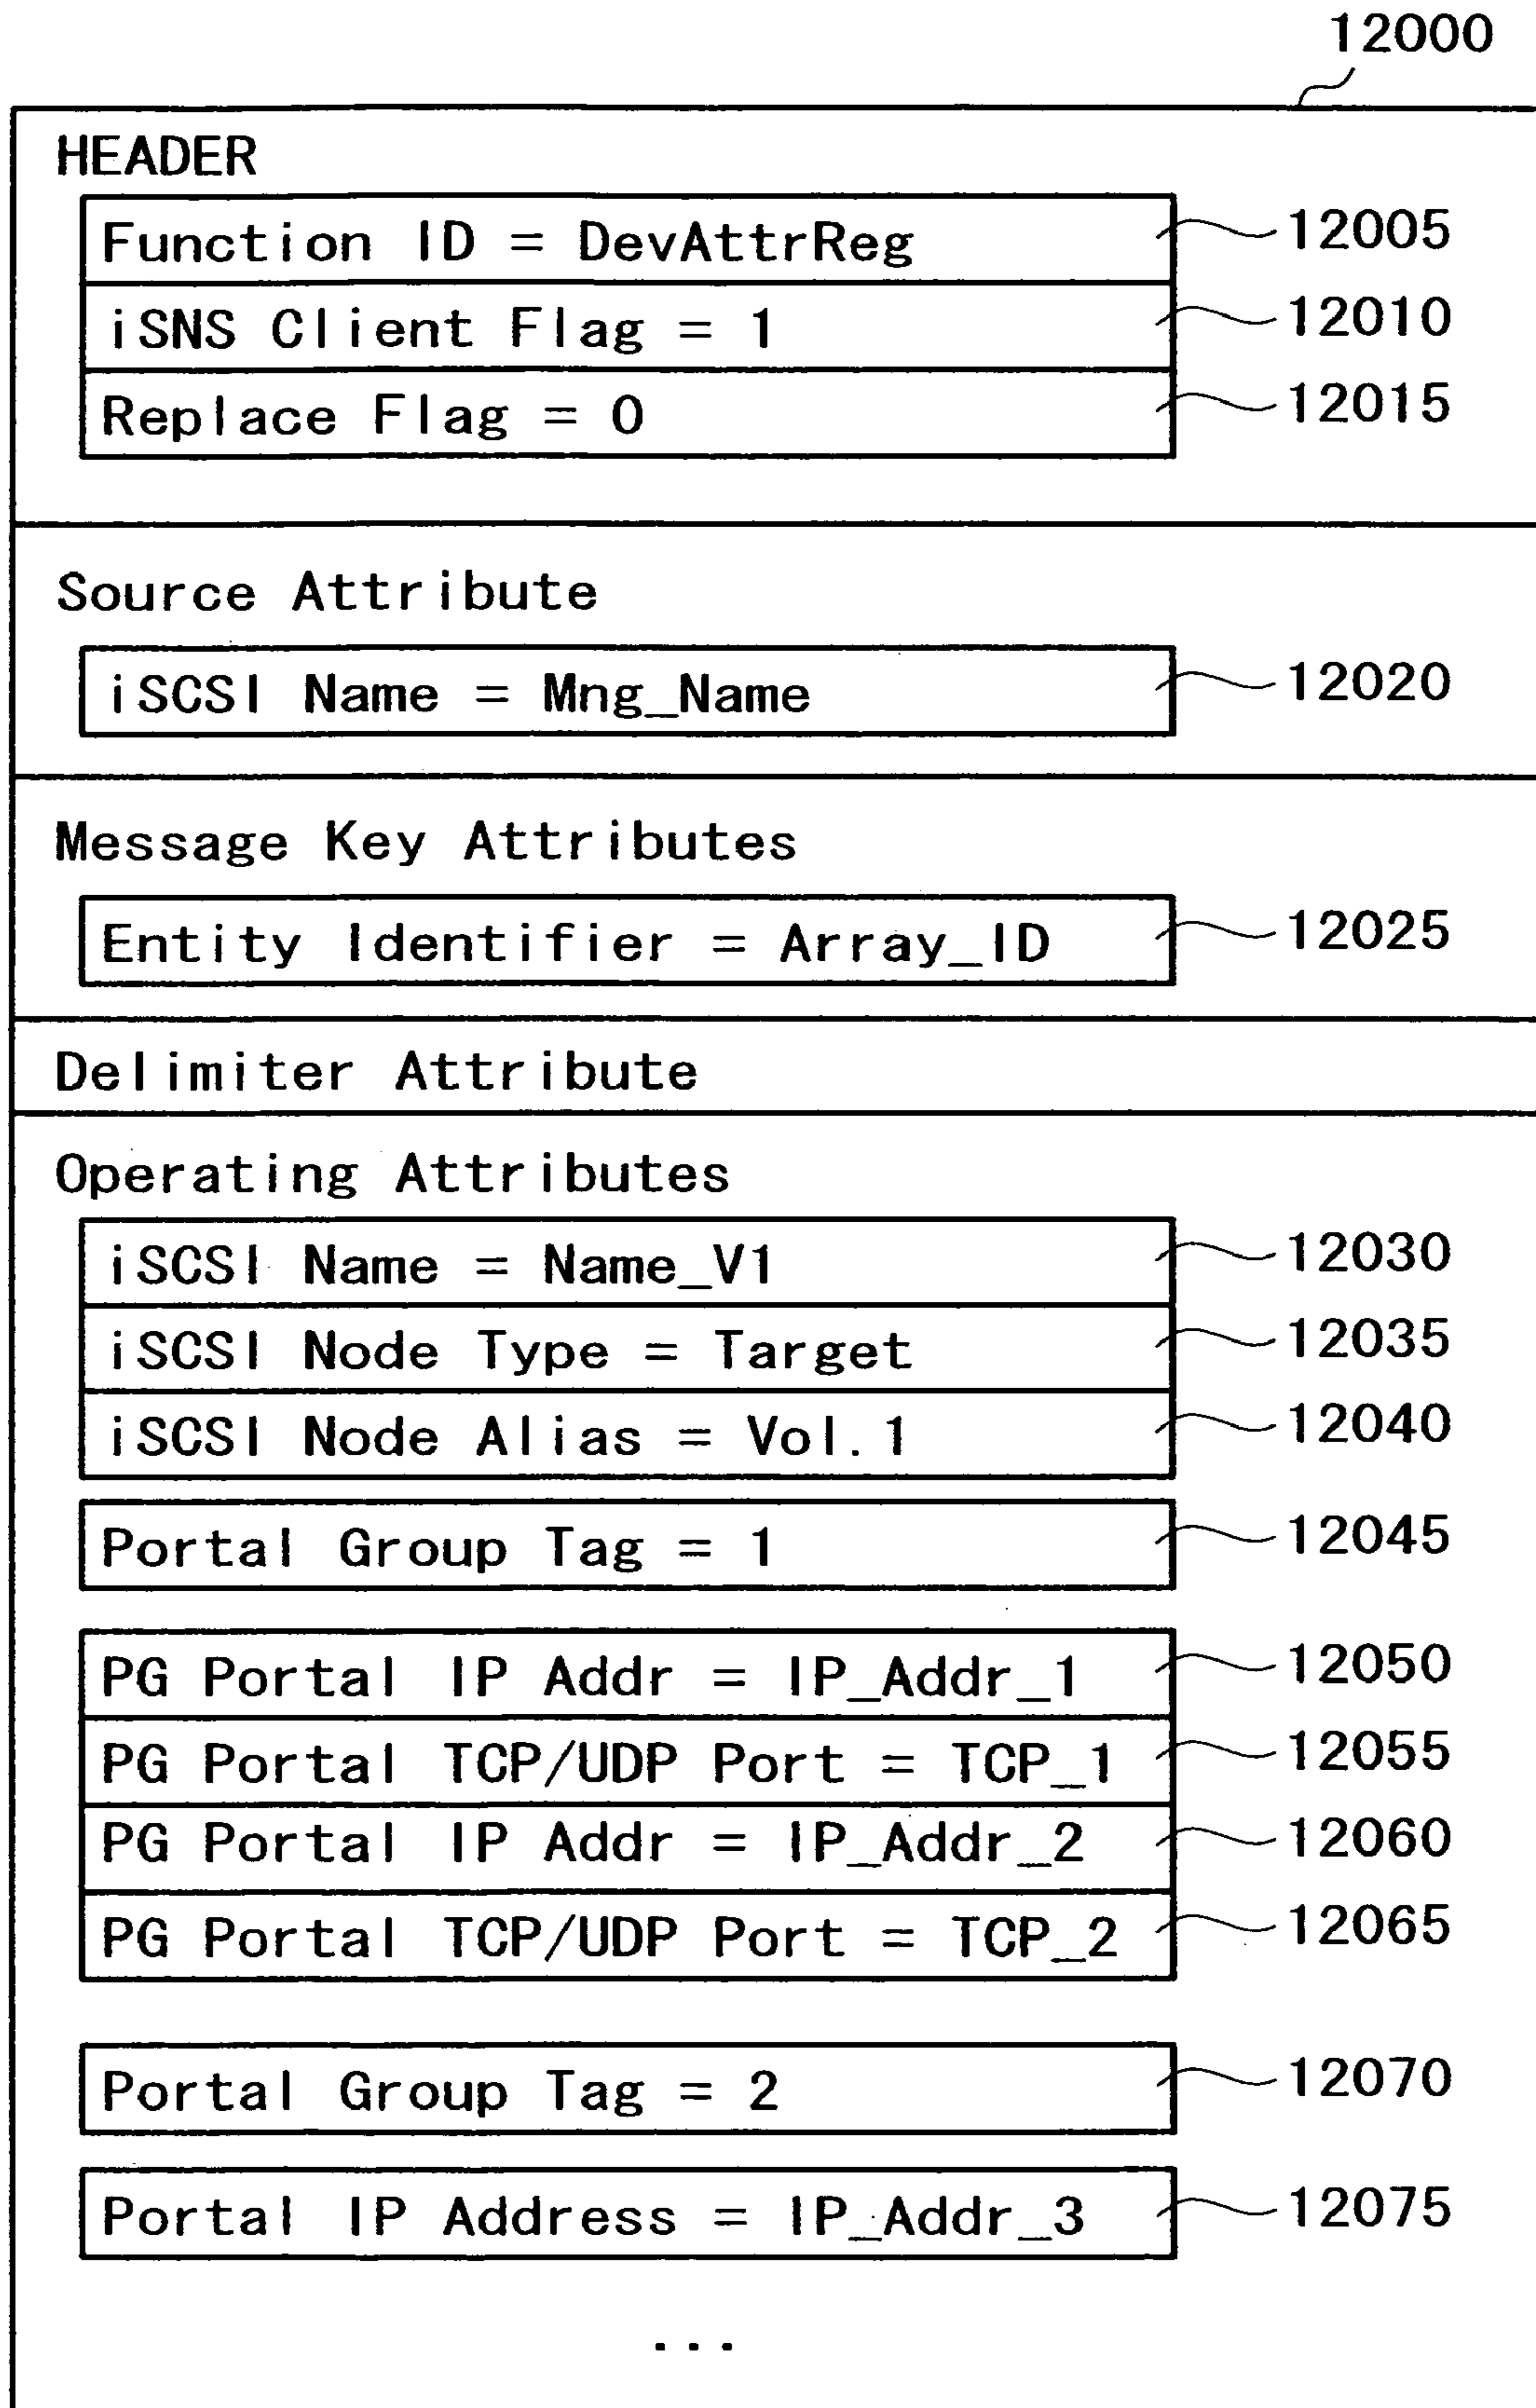 12000
HEADER
Function ID = DevAttrReg 12005
iSNS Client Flag = 1 12010
Replace Flag = 0 12015
Source Attribute
iSCSI Name = Mng_Name 12020
Message Key Attributes
Entity Identifier = Array_ID 12025
Delimiter Attribute
Operating Attributes
iSCSI Name = Name_V1 12030
iSCSI Node Type = Target 12035
iSCSI Node Alias = Vol.1 12040
Portal Group Tag = 1 12045
PG Portal IP Addr = IP_Addr_1 12050
PG Portal TCP/UDP Port = TCP_1 12055
PG Portal IP Addr = IP_Addr_2 12060
PG Portal TCP/UDP Port = TCP_2 12065
Portal Group Tag = 2 12070
Portal IP Address = IP_Addr_3 12075
...